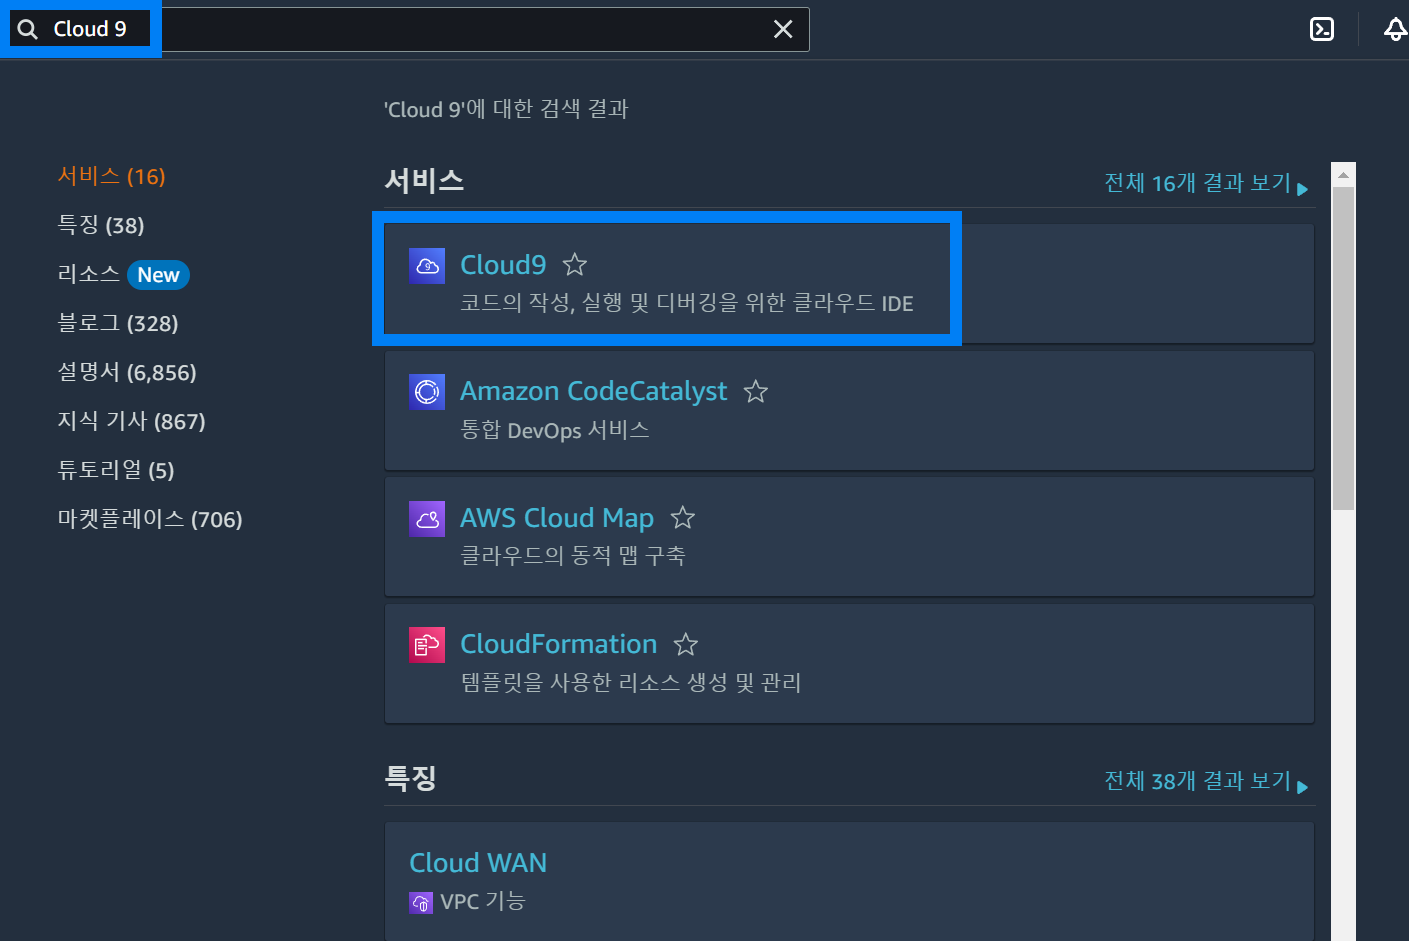 Cloud 9
'Cloud 9'에 대한 검색 결과
서비스 (16)
특징 (38)
리소스 New
블로그 (328)
설명서 (6,856)
지식 기사 (867)
튜토리얼 (5)
마켓플레이스 (706)
서비스
전체 16개 결과 보기
Cloud9
코드의 작성, 실행 및 디버깅을 위한 클라우드 IDE
Amazon CodeCatalyst
통합 DevOps 서비스
AWS Cloud Map
클라우드의 동적 맵 구축
CloudFormation
템플릿을 사용한 리소스 생성 및 관리
특징
전체 38개 결과 보기
Cloud WAN
VPC 기능